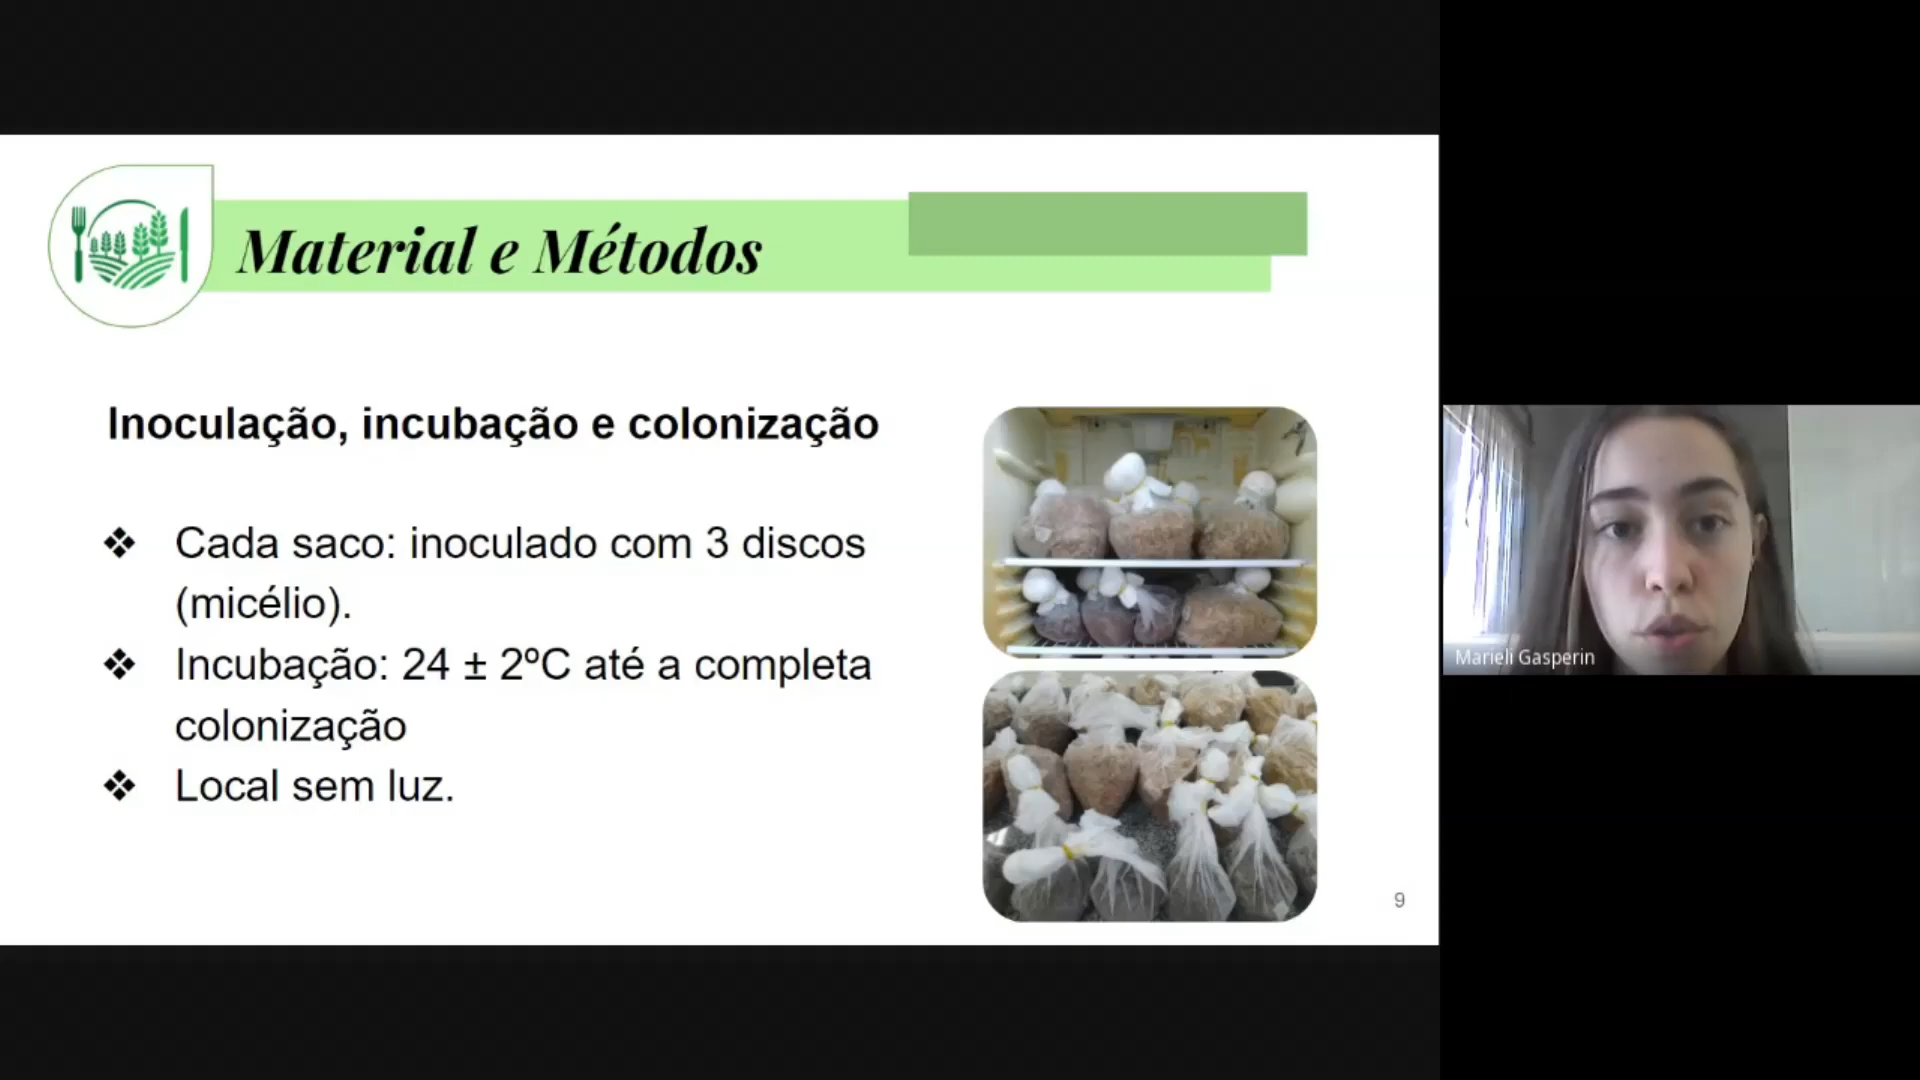 Material e Métodos
Inoculação, incubação e colonização
❖ Cada saco: inoculado com 3 discos
(micélio).
❖ Incubação: 24 ± 2ºC até a completa
colonização
❖ Local sem luz.
9
Marieli Gasperin